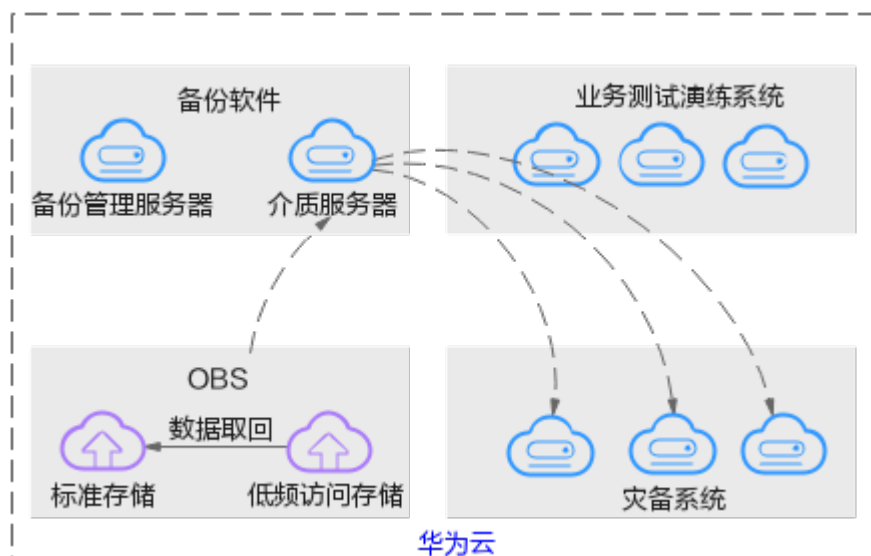 备份软件
备份管理服务器
介质服务器
业务测试演练系统
OBS
数据取回
标准存储
低频访问存储
灾备系统
华为云